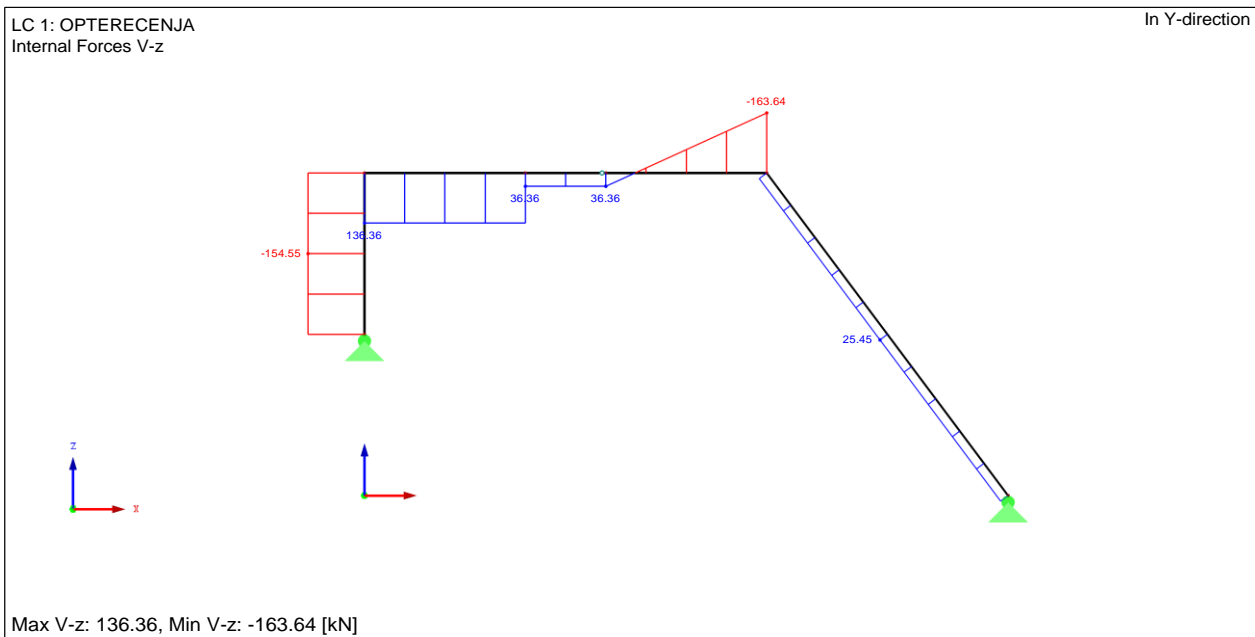 LC 1: OPTERECENJA
In Y-direction
Internal Forces V-z
-163.64
36.36
36.36
136.36
-154.55
25.45
Z
X
Max V-z: 136.36, Min V-z: -163.64 [kN]